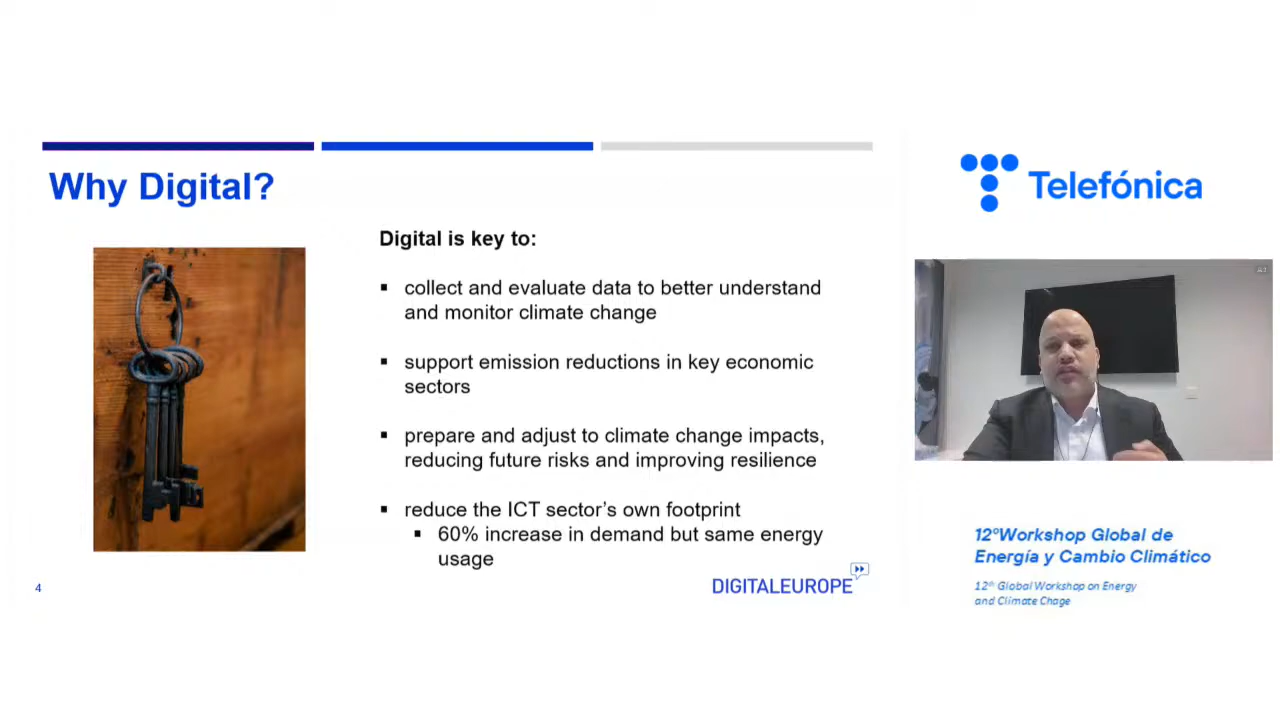 Why Digital?
Digital is key to:
▪ collect and evaluate data to better understand
and monitor climate change
▪ support emission reductions in key economic
sectors
▪ prepare and adjust to climate change impacts,
reducing future risks and improving resilience
▪ reduce the ICT sector’s own footprint
▪ 60% increase in demand but same energy
usage
4
DIGITALEUROPE
Telefónica
12ºWorkshop Global de
Energía y Cambio Climático
12th Global Workshop on Energy
and Climate Chage